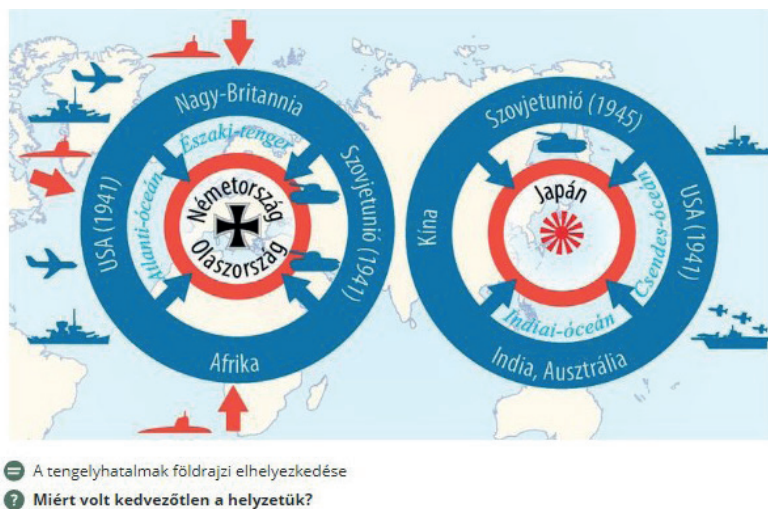 Nagy-Britannia
Északi-tenger
Szovjetunió (1941)
USA (1941)
Atlanti-óceán
Németország
Olaszország
Afrika
Szovjetunió (1945)
Kína
Japán
USA (1941)
Csendes-óceán
Indiai-óceán
India, Ausztrália
= A tengelyhatalmak földrajzi elhelyezkedése
? Miért volt kedvezőtlen a helyzetük?